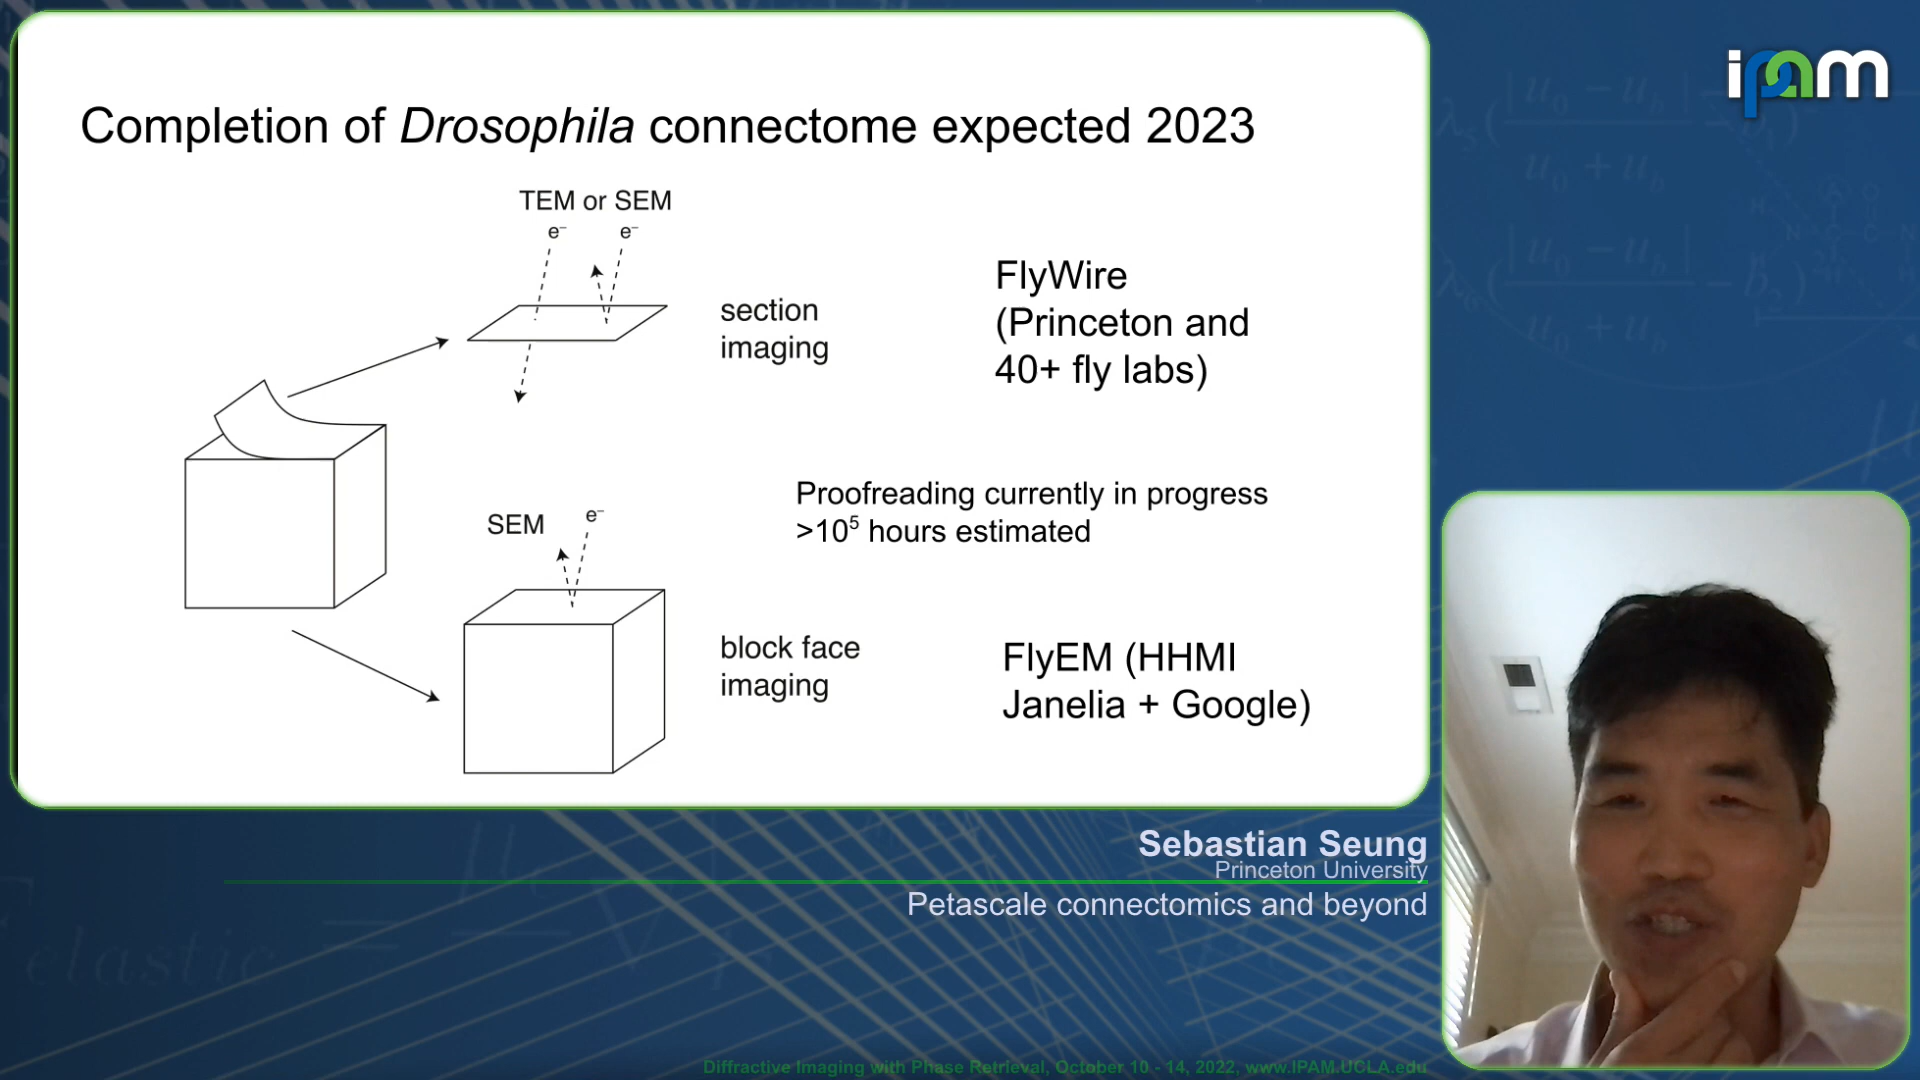 ipam
Completion of Drosophila connectome expected 2023
TEM or SEM
e⁻ e⁻
section
imaging
FlyWire
(Princeton and
40+ fly labs)
Proofreading currently in progress
>10⁵ hours estimated
SEM e⁻
block face
imaging
FlyEM (HHMI
Janelia + Google)
Sebastian Seung
Princeton University
Petascale connectomics and beyond
Diffractive Imaging with Phase Retrieval, October 10 - 14, 2022, www.IPAM.UCLA.edu
elastic